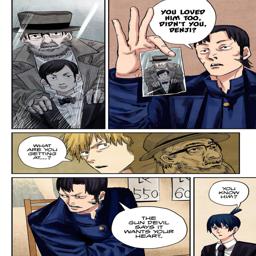 YOU LOVED
HIM TOO,
DIDN'T YOU,
DENJI?
WHAT ARE
YOU
GETTING
AT...?
YOU
KNOW
HIM?
THE
GUN DEVIL
SAYS IT
WANTS YOUR
HEART.
550
60